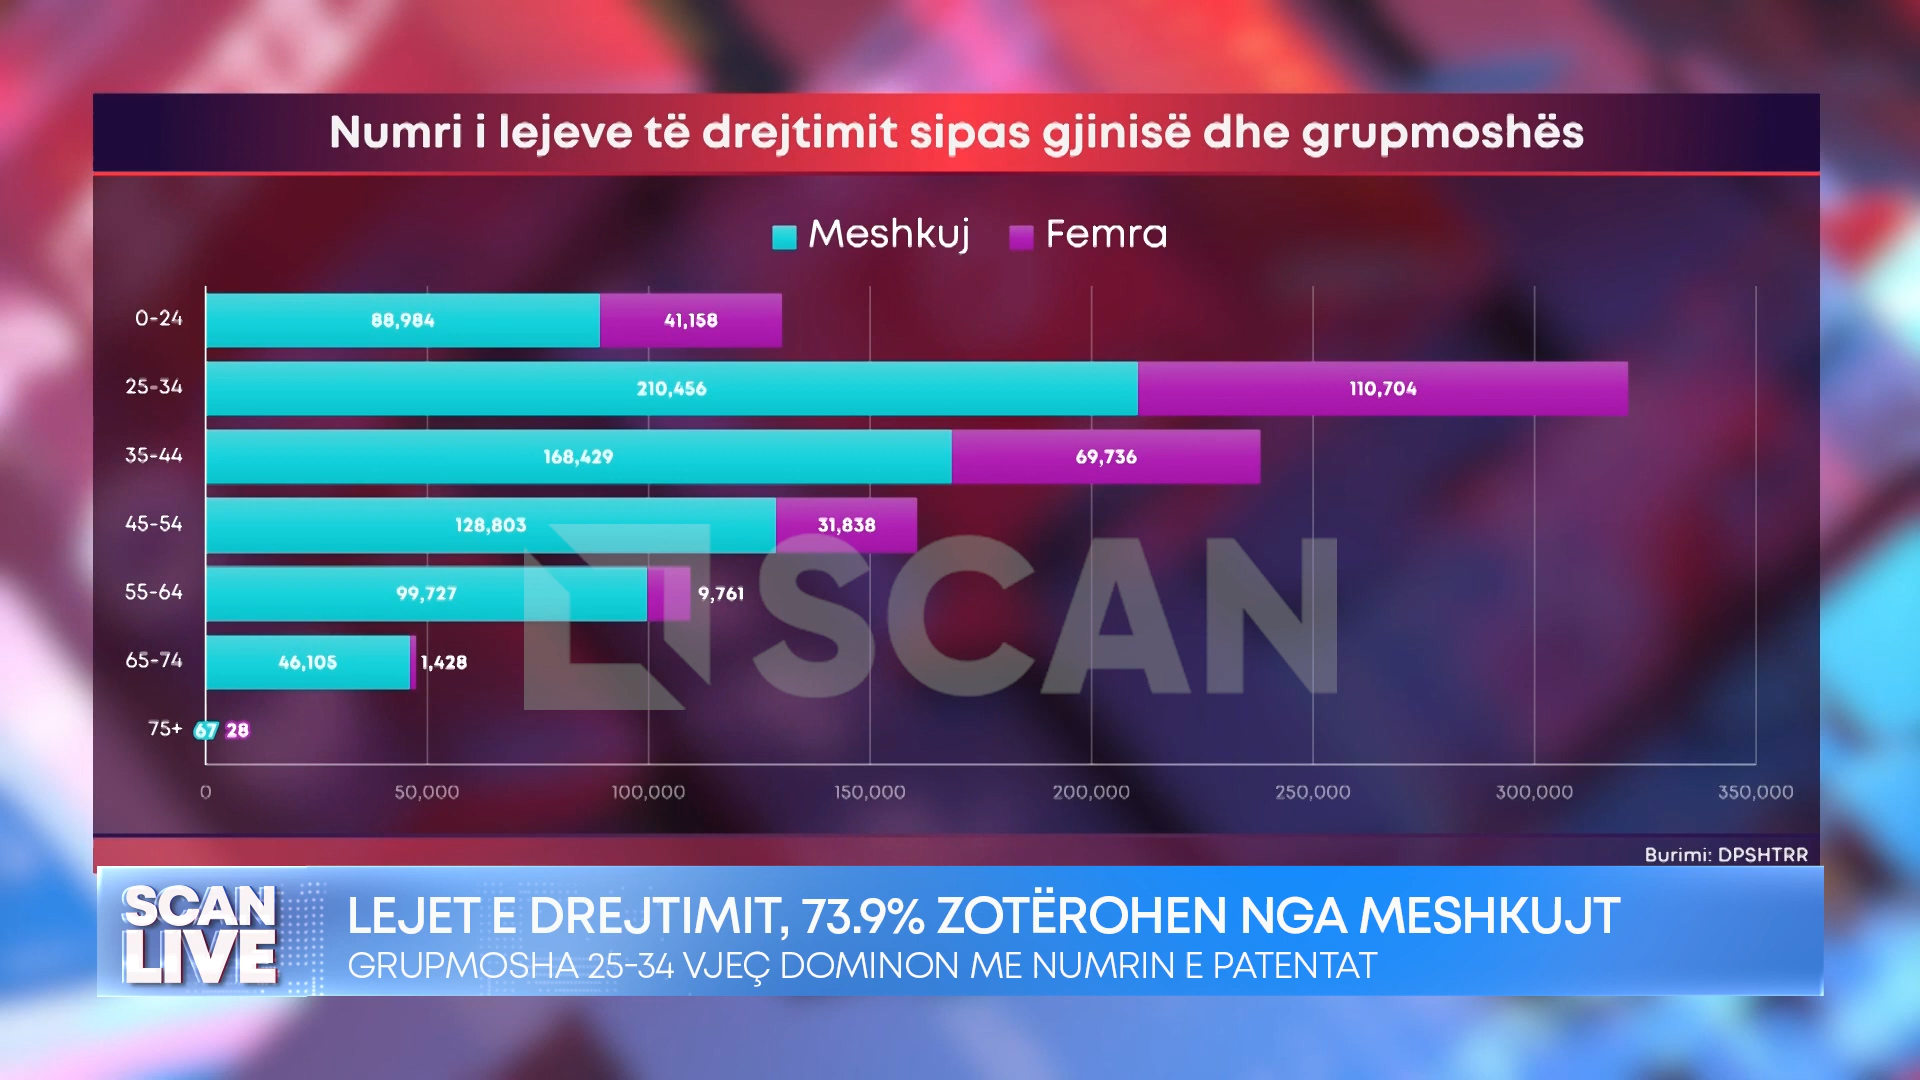 Numri i lejeve të drejtimit sipas gjinisë dhe grupmoshës
Meshkuj Femra
0-24 88,984 41,158
25-34 210,456 110,704
35-44 168,429 69,736
45-54 128,803 31,838
55-64 99,727 9,761
65-74 46,105 1,428
75+ 67 28
0 50,000 100,000 150,000 200,000 250,000 300,000 350,000
SCAN
Burimi: DPSHTRR
SCAN
LIVE
LEJET E DREJTIMIT, 73.9% ZOTËROHEN NGA MESHKUJT
GRUPMOSHA 25-34 VJEÇ DOMINON ME NUMRIN E PATENTAT